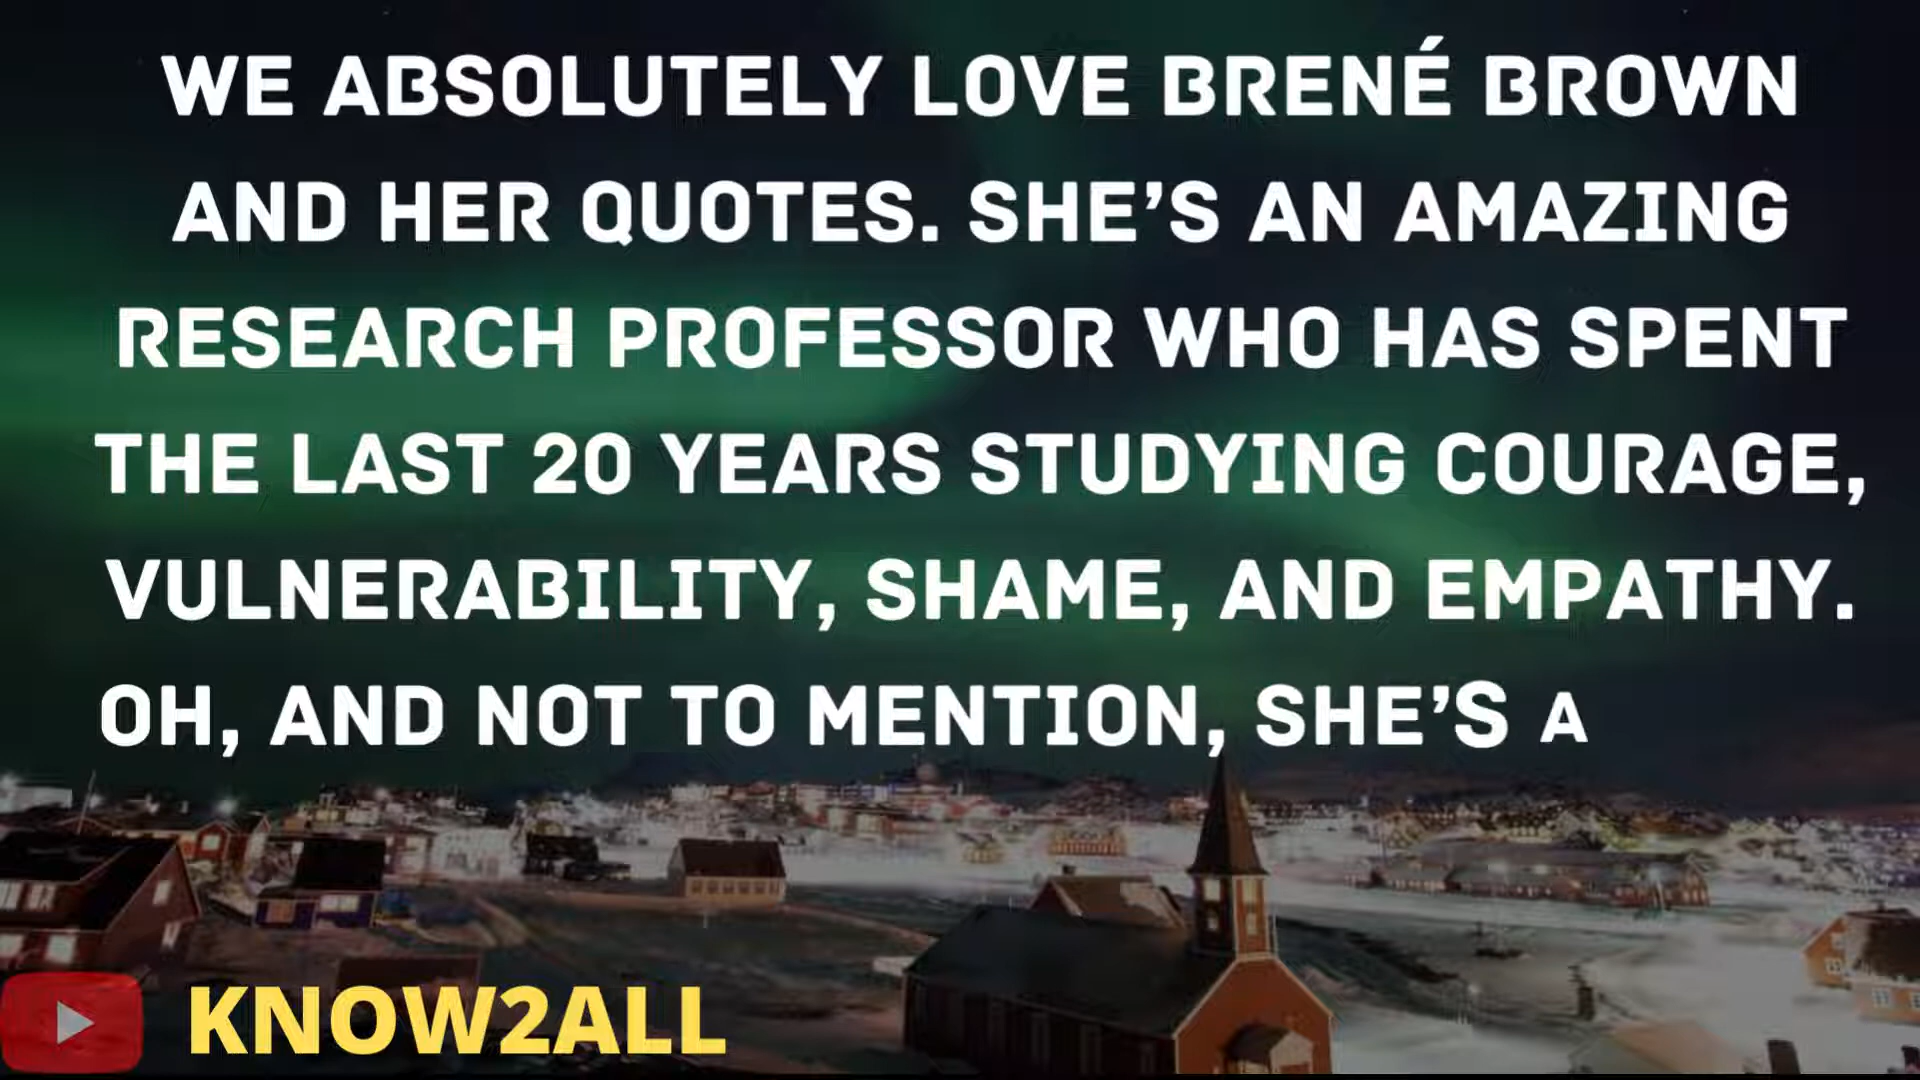 WE ABSOLUTELY LOVE BRENÉ BROWN
AND HER QUOTES. SHE’S AN AMAZING
RESEARCH PROFESSOR WHO HAS SPENT
THE LAST 20 YEARS STUDYING COURAGE,
VULNERABILITY, SHAME, AND EMPATHY.
OH, AND NOT TO MENTION, SHE’S A
KNOW2ALL